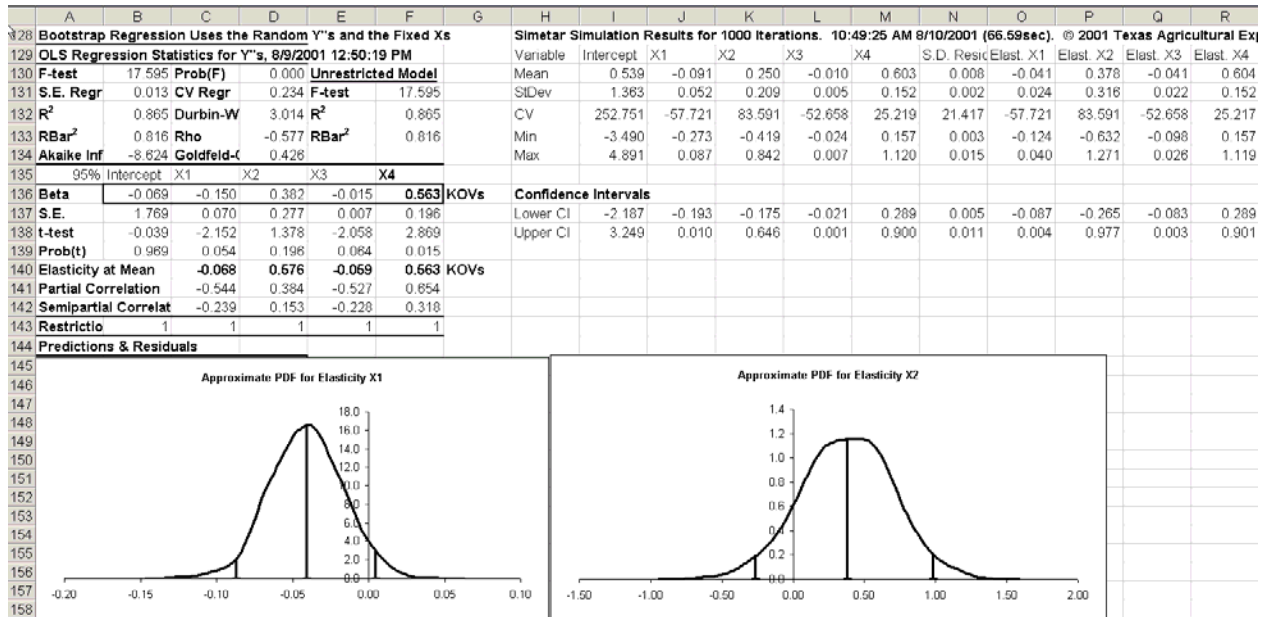 A B C D E F G H I J K L M N O P Q R
128 Bootstrap Regression Uses the Random Y"s and the Fixed Xs Simetar Simulation Results for 1000 Iterations. 10:49:25 AM 8/10/2001 (66.59sec). © 2001 Texas Agricultural Ex
129 OLS Regression Statistics for Y"s, 8/9/2001 12:50:19 PM Variable Intercept X1 X2 X3 X4 S.D. Resic Elast. X1 Elast. X2 Elast. X3 Elast. X4
130 F-test 17.595 Prob(F) 0.000 Unrestricted Model Mean 0.539 -0.091 0.250 -0.010 0.603 0.008 -0.041 0.378 -0.041 0.604
131 S.E. Regr 0.013 CV Regr 0.234 F-test 17.595 StDev 1.363 0.052 0.209 0.005 0.152 0.002 0.024 0.316 0.022 0.152
132 R² 0.865 Durbin-W 3.014 R² 0.865 CV 252.751 -57.721 83.591 -52.658 25.219 21.417 -57.721 83.591 -52.658 25.217
133 RBar² 0.816 Rho -0.577 RBar² 0.816 Min -3.490 -0.273 -0.419 -0.024 0.157 0.003 -0.124 -0.632 -0.098 0.157
134 Akaike Inf -8.624 Goldfeld-( 0.426 Max 4.891 0.087 0.842 0.007 1.120 0.015 0.040 1.271 0.026 1.119
135 95% Intercept X1 X2 X3 X4
136 Beta -0.069 -0.150 0.382 -0.015 0.563 KOVs Confidence Intervals
137 S.E. 1.769 0.070 0.277 0.007 0.196 Lower CI -2.187 -0.193 -0.175 -0.021 0.289 0.005 -0.087 -0.265 -0.083 0.289
138 t-test -0.039 -2.152 1.378 -2.058 2.869 Upper CI 3.249 0.010 0.646 0.001 0.900 0.011 0.004 0.977 0.003 0.901
139 Prob(t) 0.969 0.054 0.196 0.064 0.015
140 Elasticity at Mean -0.068 0.576 -0.059 0.563 KOVs
141 Partial Correlation -0.544 0.384 -0.527 0.654
142 Semipartial Correlat -0.239 0.153 -0.228 0.318
143 Restrictio 1 1 1 1 1
144 Predictions & Residuals
145
146
147
148
149
150
151
152
153
154
155
156
157
158
Approximate PDF for Elasticity X1
18.0
16.0
14.0
12.0
10.0
8.0
6.0
4.0
2.0
0.0
-0.20 -0.15 -0.10 -0.05 0.00 0.05 0.10
Approximate PDF for Elasticity X2
1.4
1.2
1.0
0.8
0.6
0.4
0.2
0.0
-1.50 -1.00 -0.50 0.00 0.50 1.00 1.50 2.00